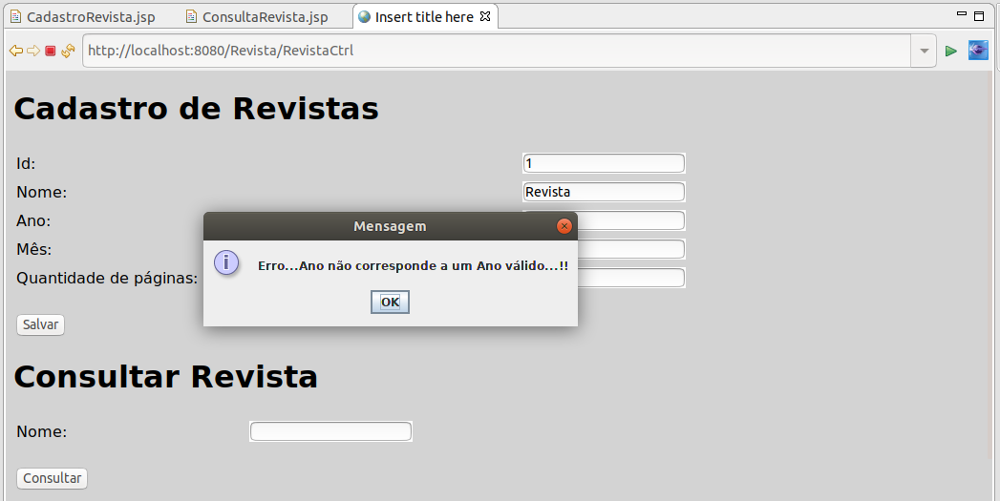 CadastroRevista.jsp ConsultaRevista.jsp Insert title here
http://localhost:8080/Revista/RevistaCtrl
Cadastro de Revistas
Id: 1
Nome: Revista
Ano:
Mês:
Quantidade de páginas:
Mensagem
Erro...Ano não corresponde a um Ano válido...!!
OK
Salvar
Consultar Revista
Nome:
Consultar